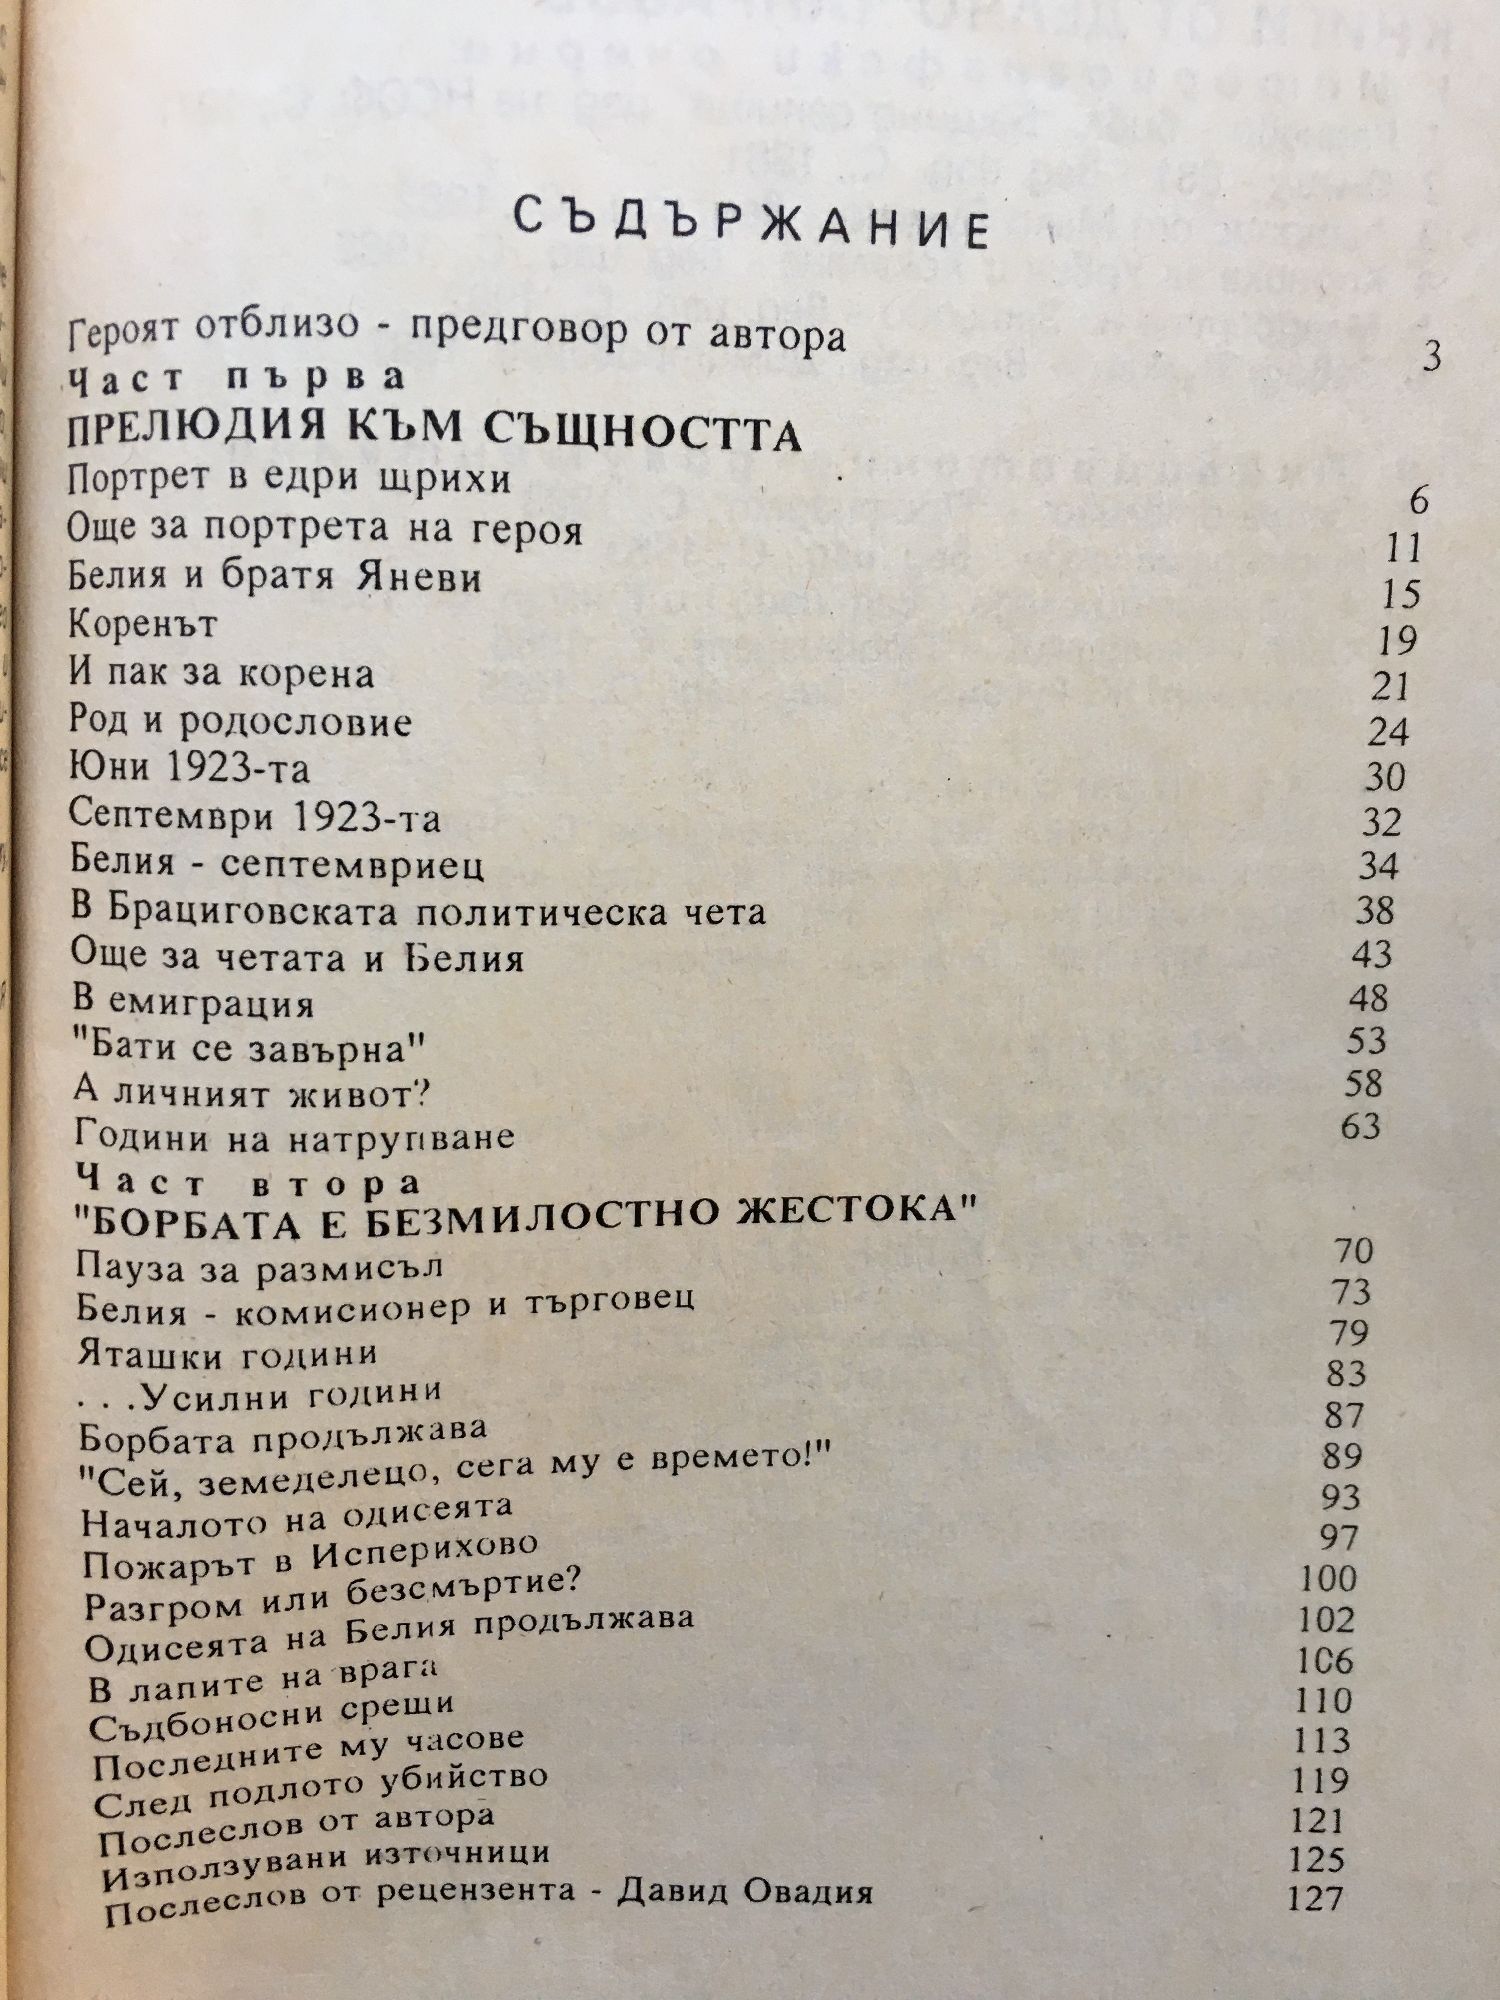 СЪДЪРЖАНИЕ
Героят отблизо - предговор от автора 3
Част първа
ПРЕЛЮДИЯ КЪМ СЪЩНОСТТА
Портрет в едри щрихи 6
Още за портрета на героя 11
Белия и братя Яневи 15
Коренът 19
И пак за корена 21
Род и родословие 24
Юни 1923-та 30
Септември 1923-та 32
Белия - септемвриец 34
В Брациговската политическа чета 38
Още за четата и Белия 43
В емиграция 48
"Бати се завърна" 53
А личният живот? 58
Години на натрупване 63
Част втора
"БОРБАТА Е БЕЗМИЛОСТНО ЖЕСТОКА"
Пауза за размисъл 70
Белия - комисионер и търговец 73
Яташки години 79
...Усилни години 83
Борбата продължава 87
"Сей, земеделецо, сега му е времето!" 89
Началото на одисеята 93
Пожарът в Исперихово 97
Разгром или безсмъртие? 100
Одисеята на Белия продължава 102
В лапите на врага 106
Съдбоносни срещи 110
Последните му часове 113
След подлото убийство 119
Послеслов от автора 121
Използувани източници 125
Послеслов от рецензента - Давид Овадия 127